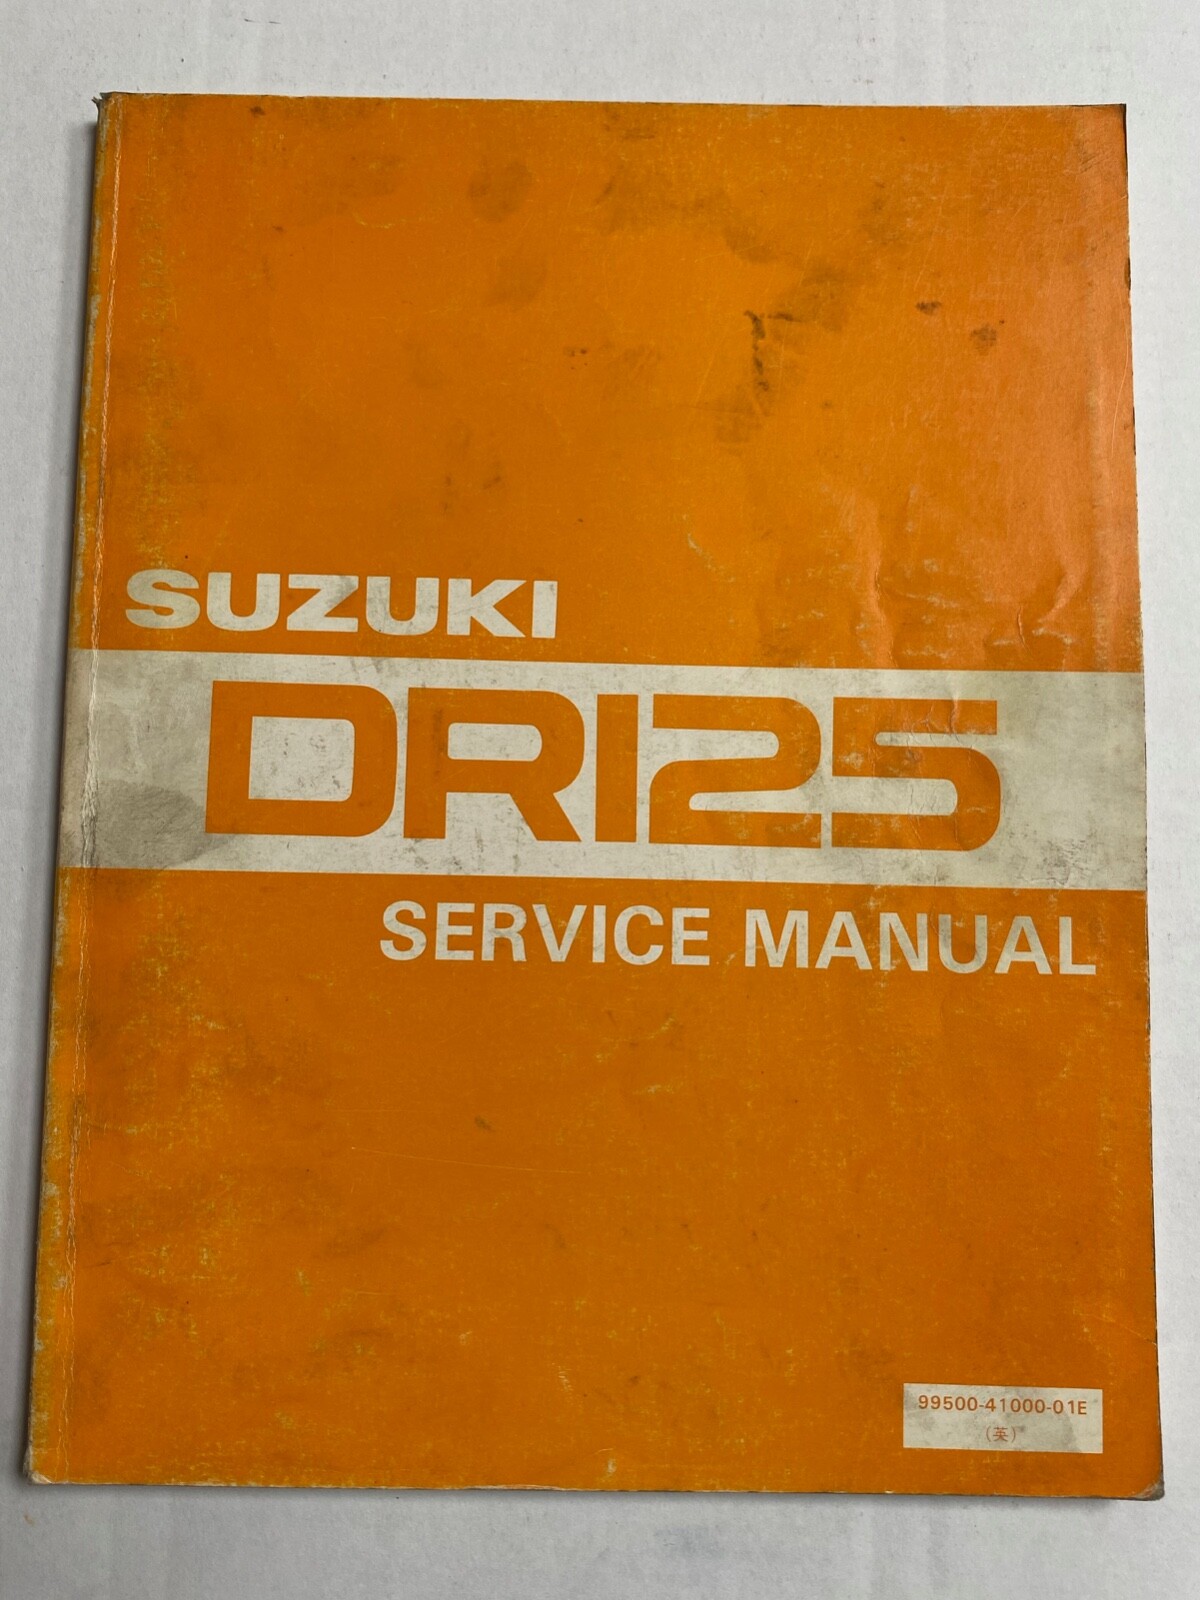 SUZUKI
DR125
SERVICE MANUAL
99500-41000-01E
(英)